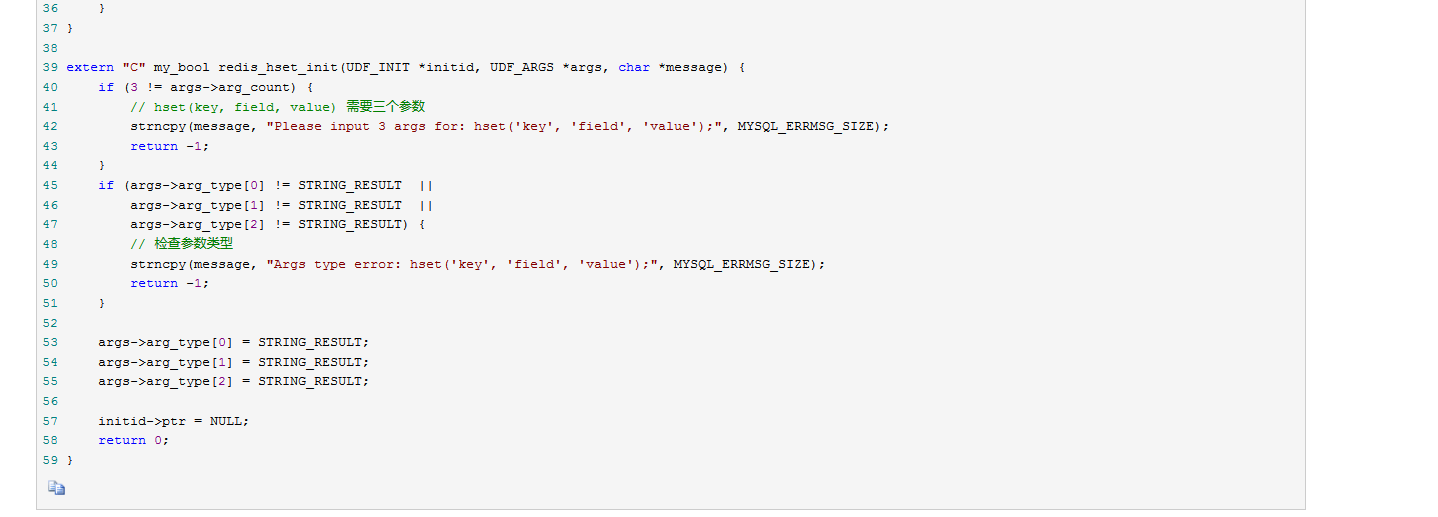 36     }
37 }
38
39 extern "C" my_bool redis_hset_init(UDF_INIT *initid, UDF_ARGS *args, char *message) {
40     if (3 != args->arg_count) {
41         // hset(key, field, value) 需要三个参数
42         strncpy(message, "Please input 3 args for: hset('key', 'field', 'value');", MYSQL_ERRMSG_SIZE);
43         return -1;
44     }
45     if (args->arg_type[0] != STRING_RESULT  ||
46         args->arg_type[1] != STRING_RESULT  ||
47         args->arg_type[2] != STRING_RESULT) {
48         // 检查参数类型
49         strncpy(message, "Args type error: hset('key', 'field', 'value');", MYSQL_ERRMSG_SIZE);
50         return -1;
51     }
52
53     args->arg_type[0] = STRING_RESULT;
54     args->arg_type[1] = STRING_RESULT;
55     args->arg_type[2] = STRING_RESULT;
56
57     initid->ptr = NULL;
58     return 0;
59 }